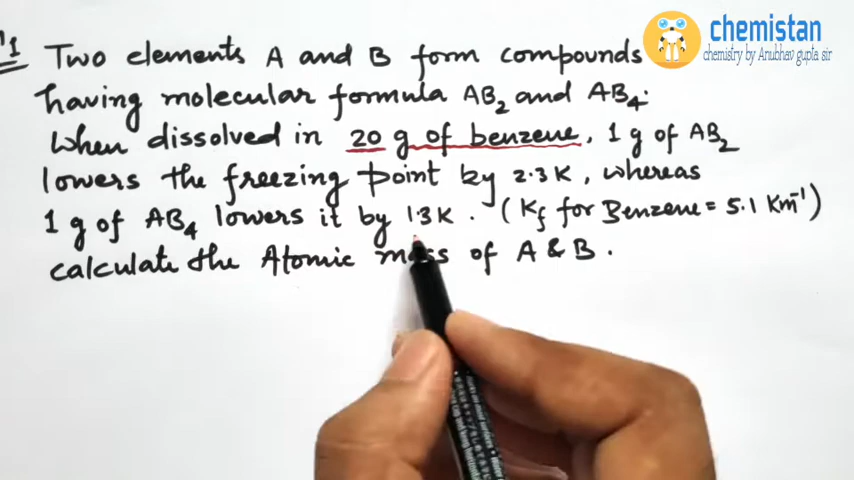 '1 Two elements A and B form compounds
having molecular formula AB₂ and AB₄.
When dissolved in 20 g of benzene, 1 g of AB₂
lowers the freezing point by 2.3 K, whereas
1 g of AB₄ lowers it by 1.3 K. (Kf for Benzene = 5.1 Km⁻¹)
calculate the Atomic mass of A & B.
chemistan
chemistry by Anubhav gupta sir